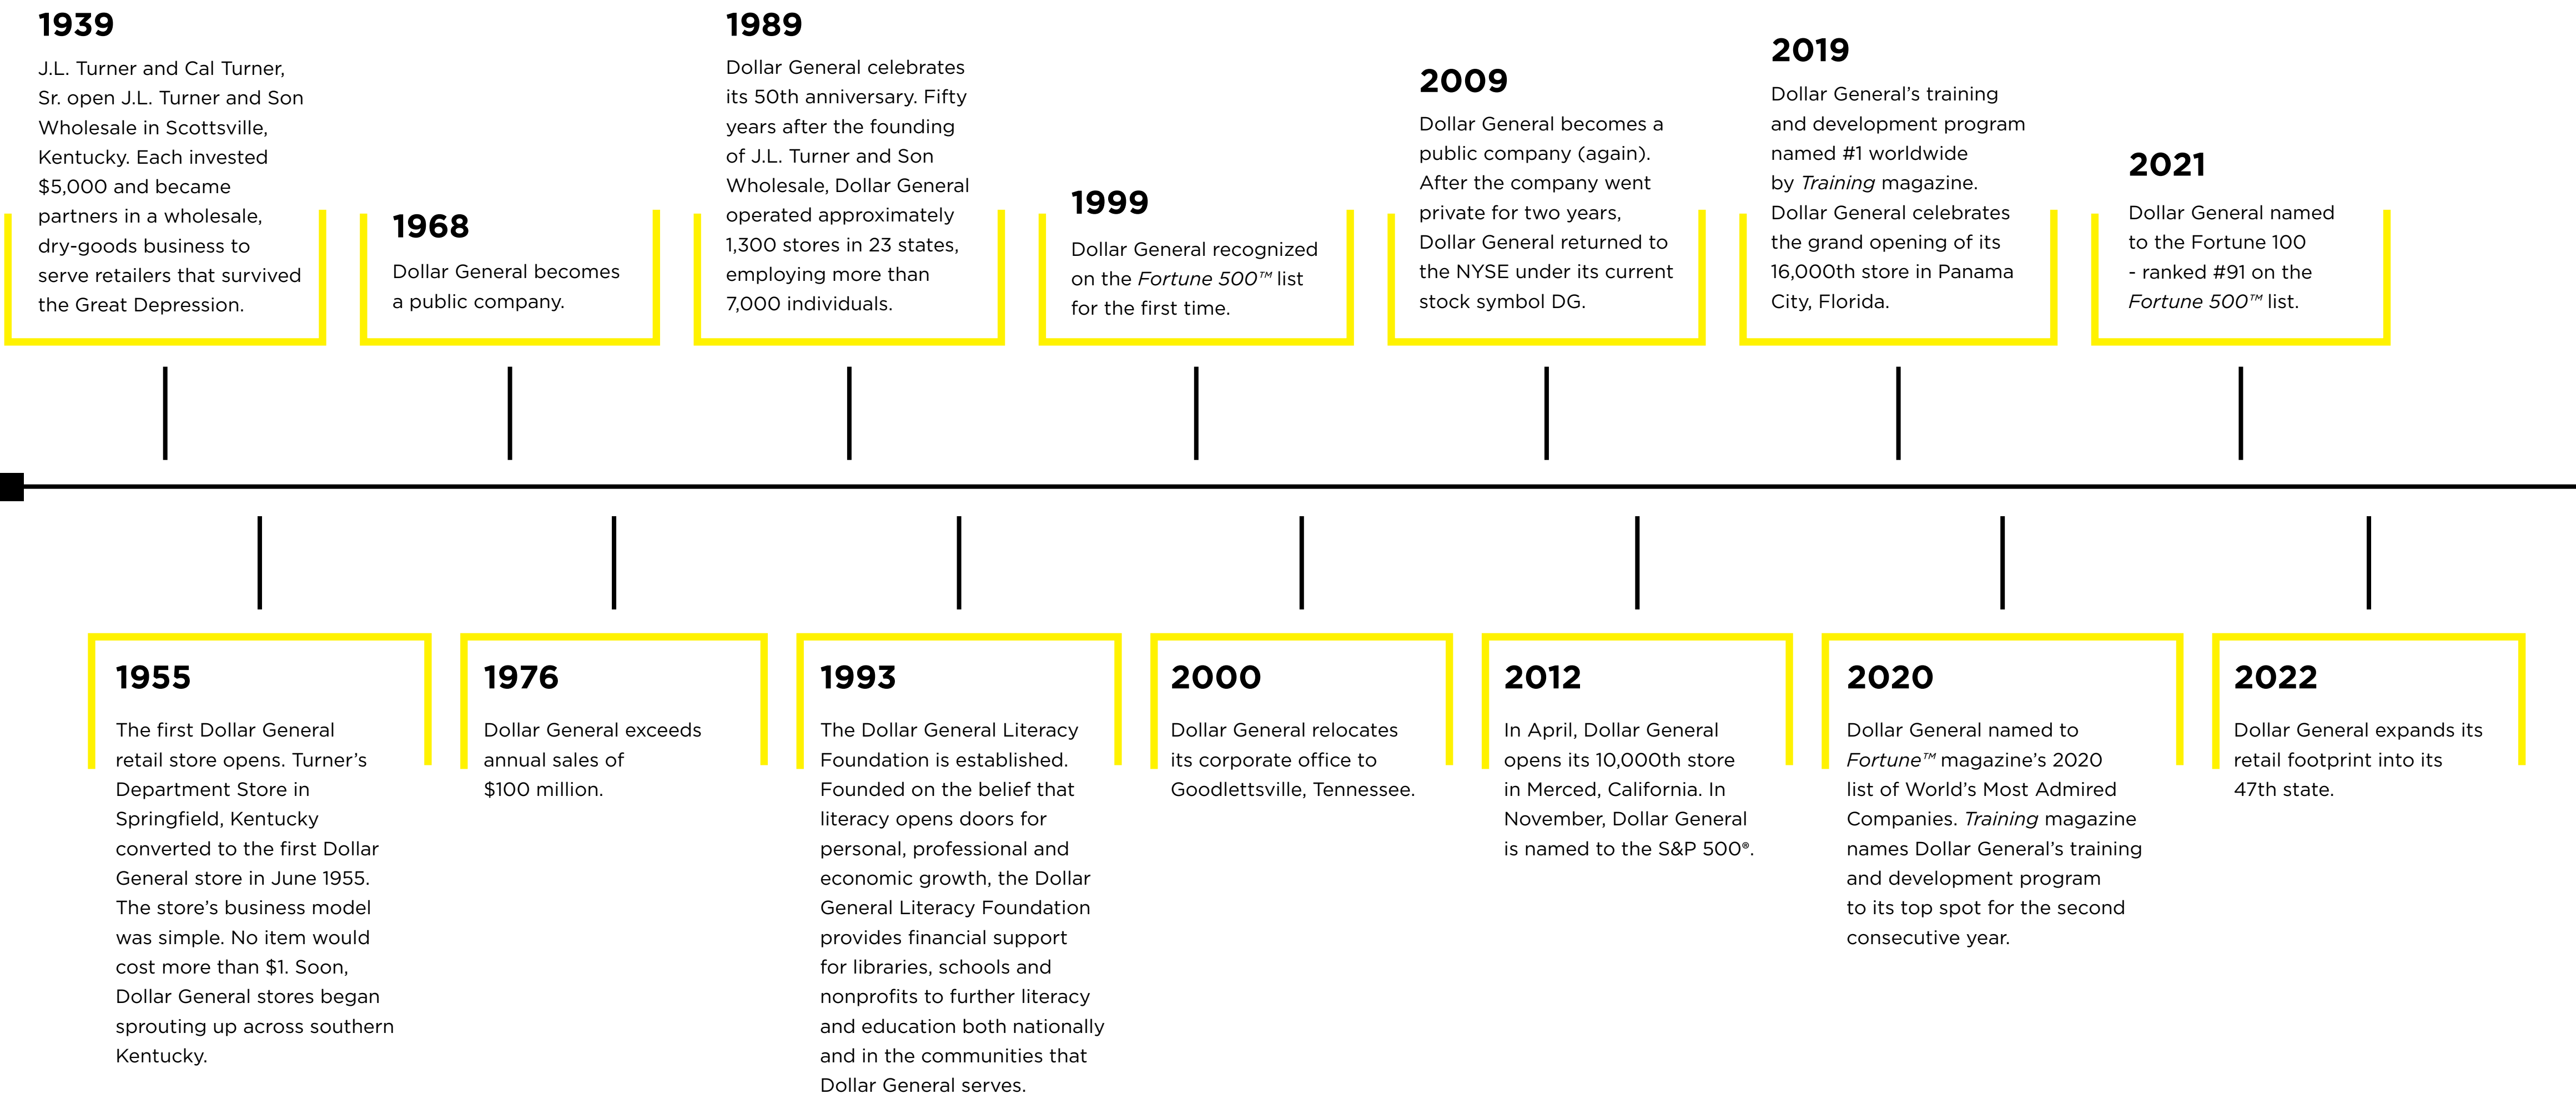 1939
J.L. Turner and Cal Turner,
Sr. open J.L. Turner and Son
Wholesale in Scottsville,
Kentucky. Each invested
$5,000 and became
partners in a wholesale,
dry-goods business to
serve retailers that survived
the Great Depression.
1968
Dollar General becomes
a public company.
1989
Dollar General celebrates
its 50th anniversary. Fifty
years after the founding
of J.L. Turner and Son
Wholesale, Dollar General
operated approximately
1,300 stores in 23 states,
employing more than
7,000 individuals.
1999
Dollar General recognized
on the Fortune 500™ list
for the first time.
2009
Dollar General becomes a
public company (again).
After the company went
private for two years,
Dollar General returned to
the NYSE under its current
stock symbol DG.
2019
Dollar General’s training
and development program
named #1 worldwide
by Training magazine.
Dollar General celebrates
the grand opening of its
16,000th store in Panama
City, Florida.
2021
Dollar General named
to the Fortune 100
- ranked #91 on the
Fortune 500™ list.
1955
The first Dollar General
retail store opens. Turner’s
Department Store in
Springfield, Kentucky
converted to the first Dollar
General store in June 1955.
The store’s business model
was simple. No item would
cost more than $1. Soon,
Dollar General stores began
sprouting up across southern
Kentucky.
1976
Dollar General exceeds
annual sales of
$100 million.
1993
The Dollar General Literacy
Foundation is established.
Founded on the belief that
literacy opens doors for
personal, professional and
economic growth, the Dollar
General Literacy Foundation
provides financial support
for libraries, schools and
nonprofits to further literacy
and education both nationally
and in the communities that
Dollar General serves.
2000
Dollar General relocates
its corporate office to
Goodlettsville, Tennessee.
2012
In April, Dollar General
opens its 10,000th store
in Merced, California. In
November, Dollar General
is named to the S&P 500®.
2020
Dollar General named to
Fortune™ magazine’s 2020
list of World’s Most Admired
Companies. Training magazine
names Dollar General’s training
and development program
to its top spot for the second
consecutive year.
2022
Dollar General expands its
retail footprint into its
47th state.